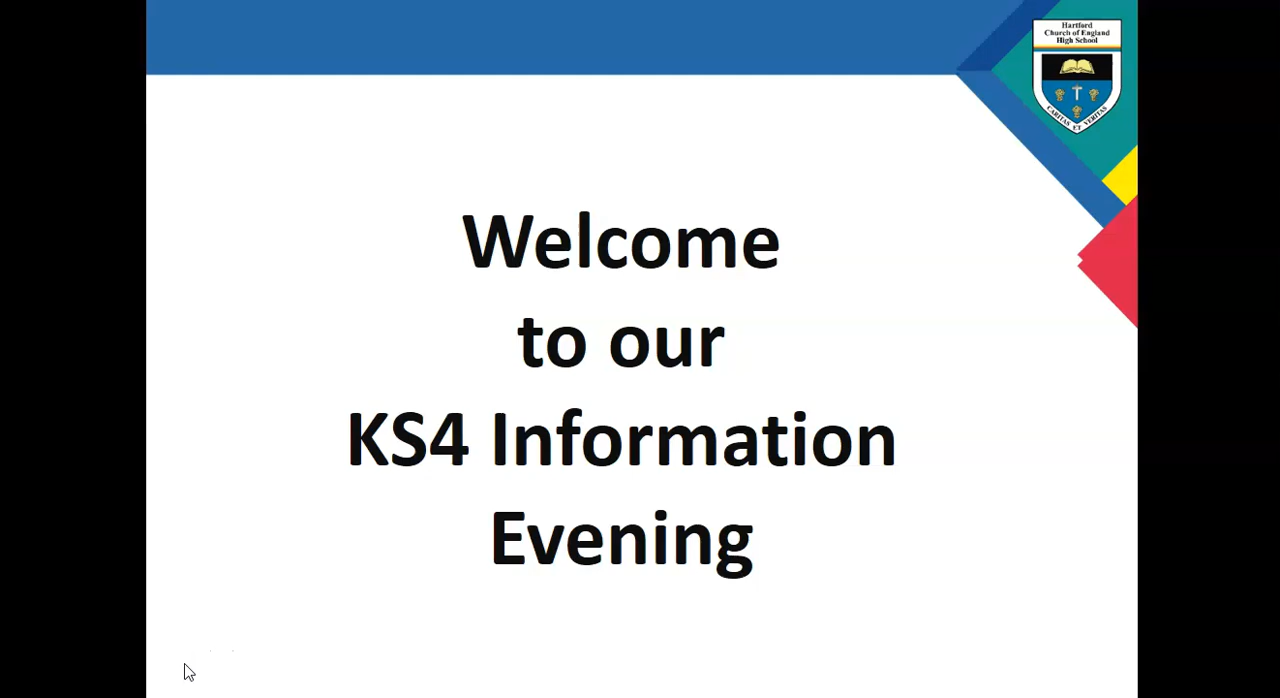 Hartford
Church of England
High School
CARITAS ET VERITAS
Welcome
to our
KS4 Information
Evening